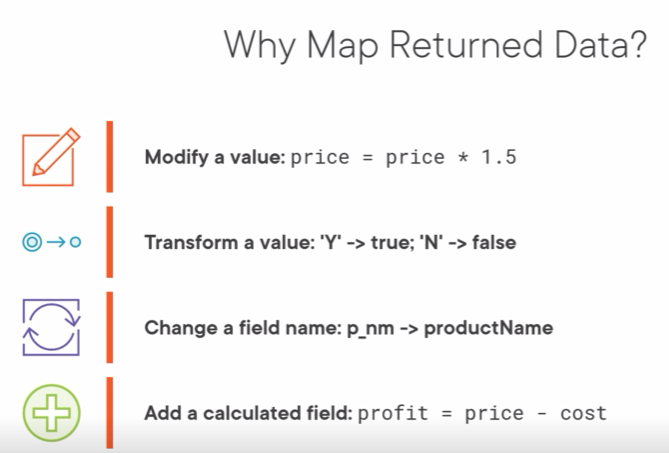 Why Map Returned Data?
Modify a value: price = price * 1.5
Transform a value: 'Y' -> true; 'N' -> false
Change a field name: p_nm -> productName
Add a calculated field: profit = price - cost